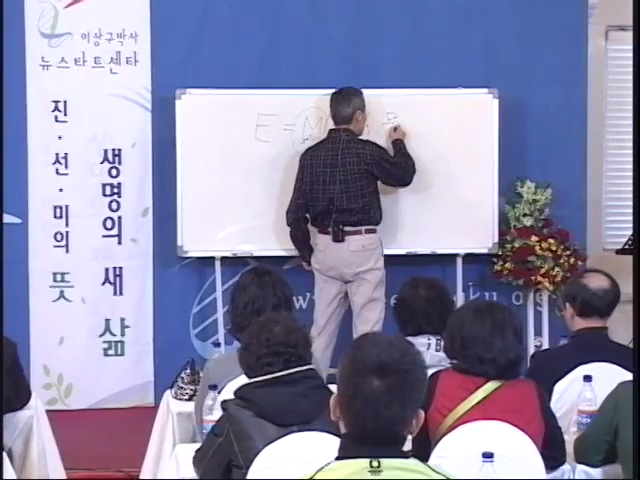 이상구박사
뉴스타트센타
진·선·미의 뜻
생명의 새 삶
E =